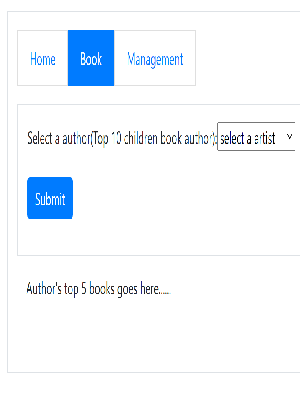 Home Book Management
Select a author(Top 10 children book author): select a artist
Submit
Author's top 5 books goes here......